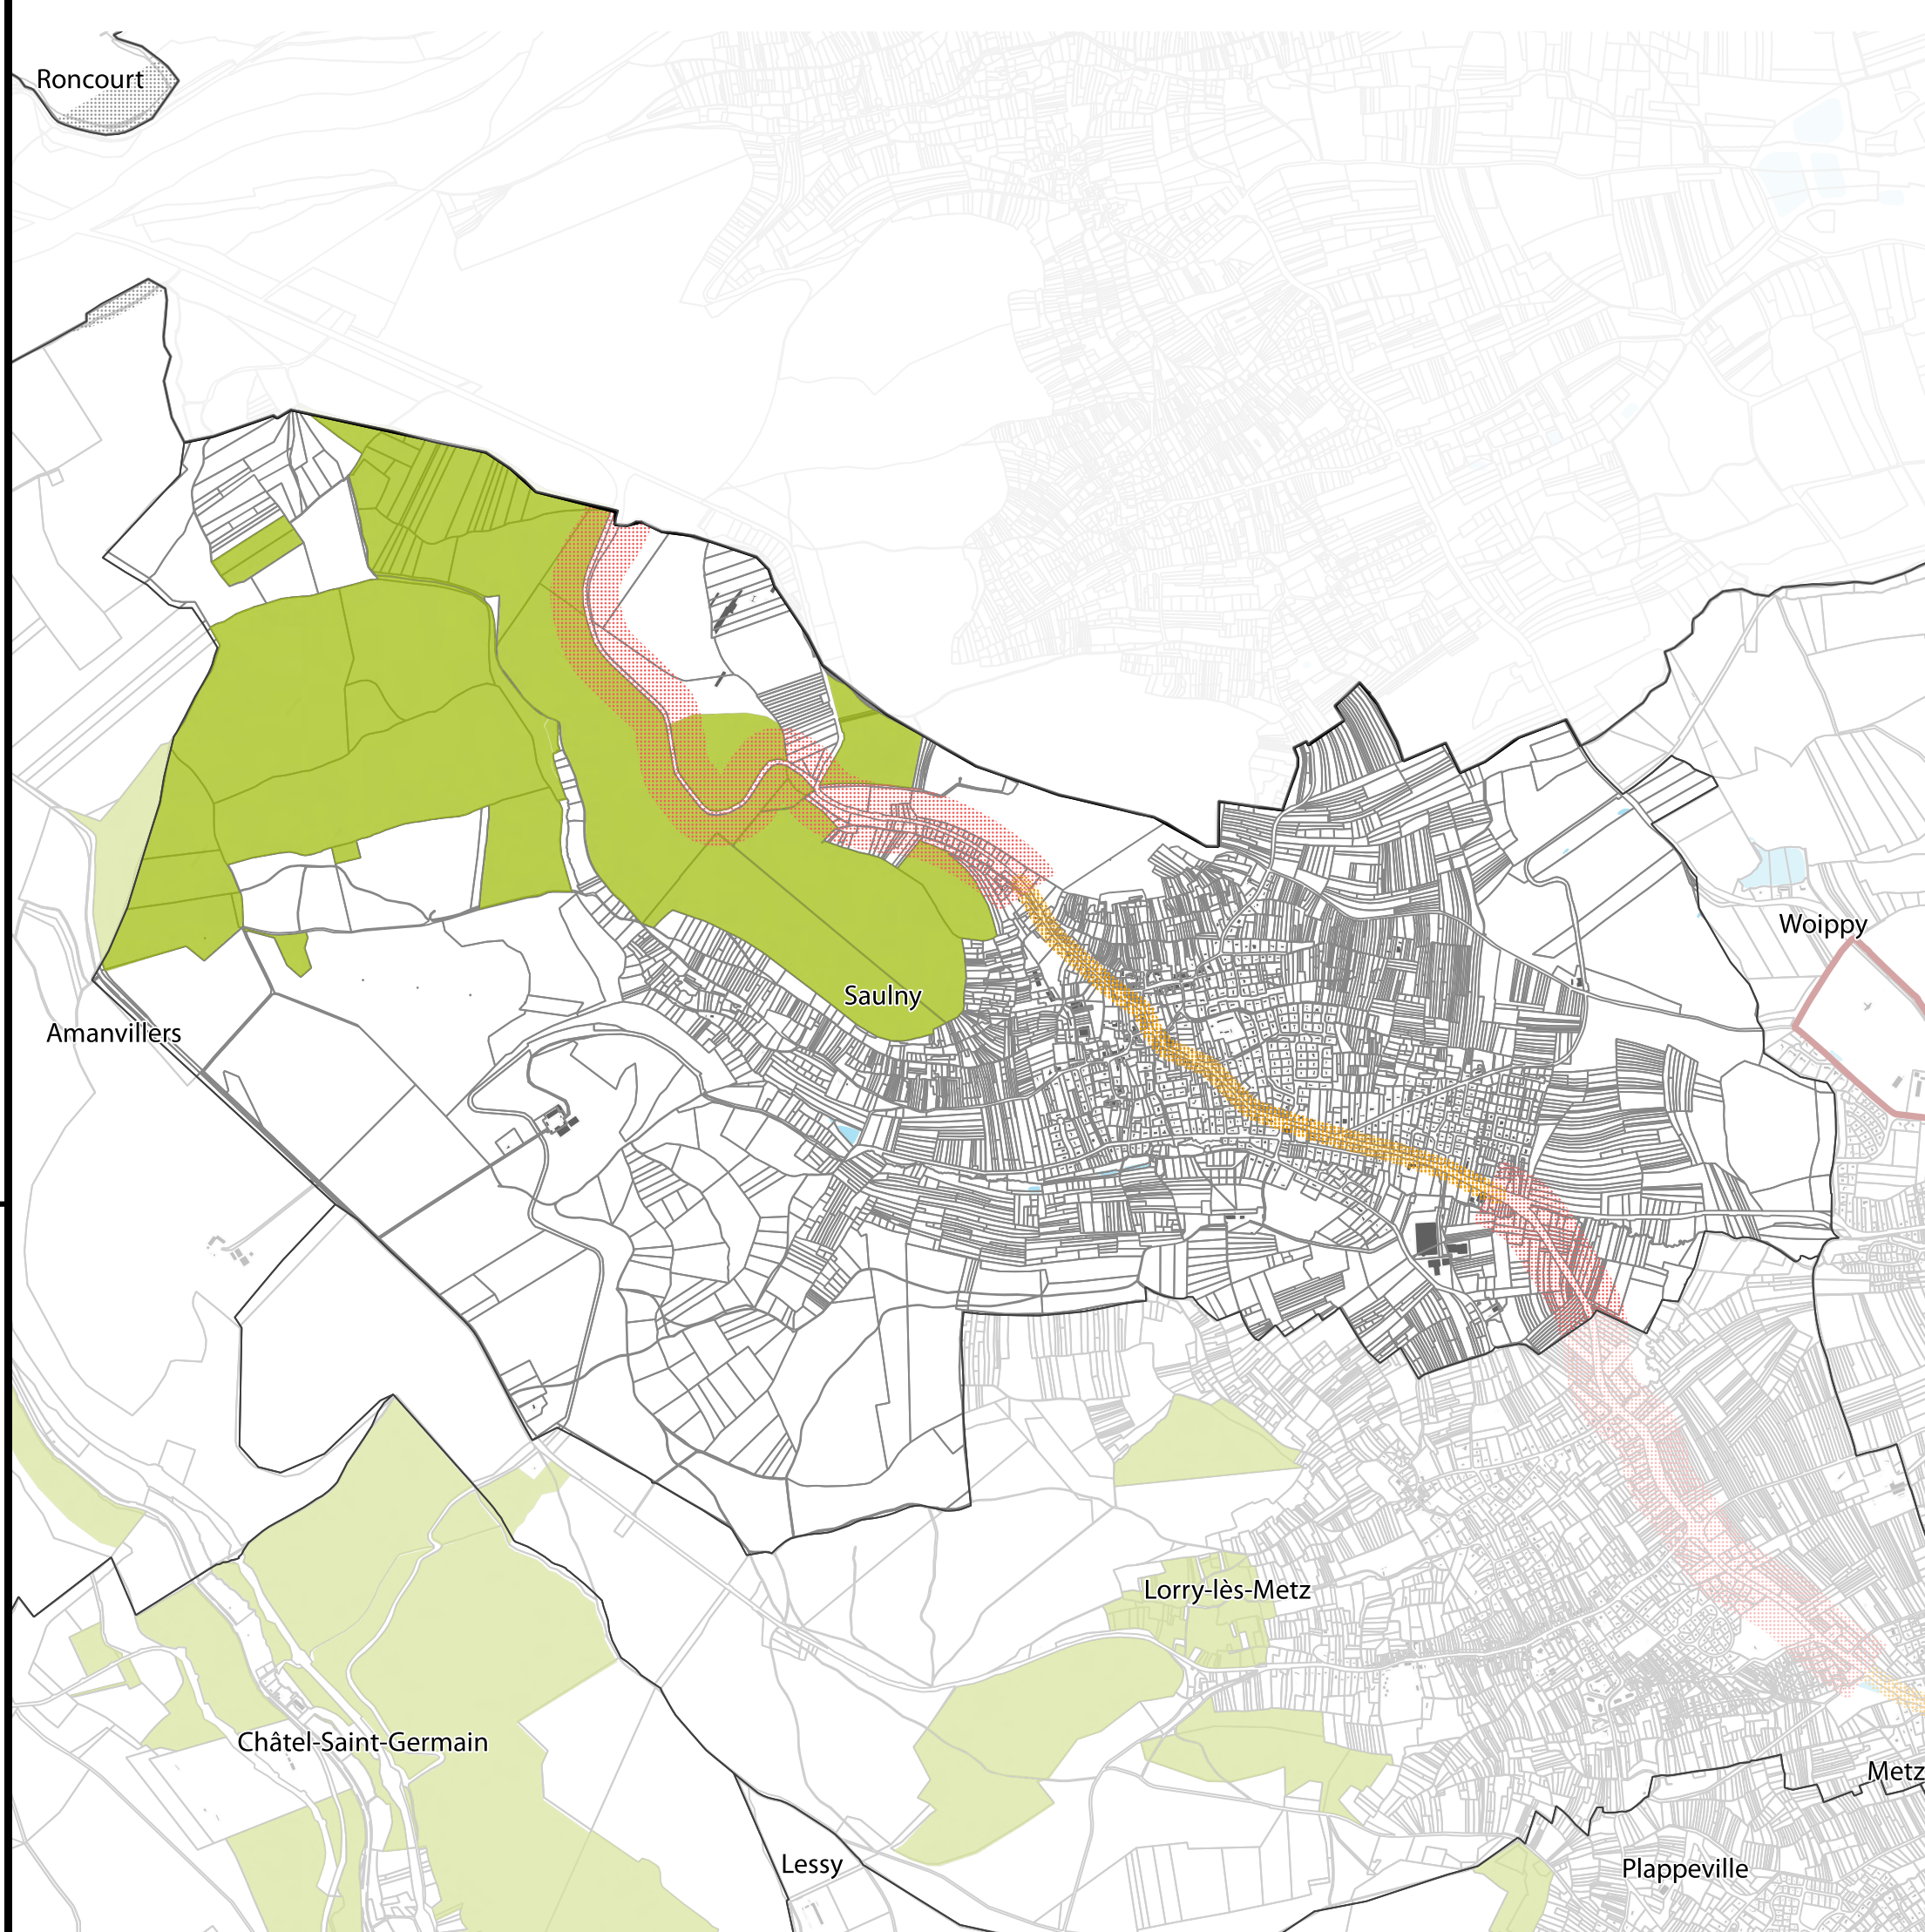 Roncourt
Woippy
Saulny
Amanvillers
Lorry-lès-Metz
Châtel-Saint-Germain
Metz
Lessy
Plappeville